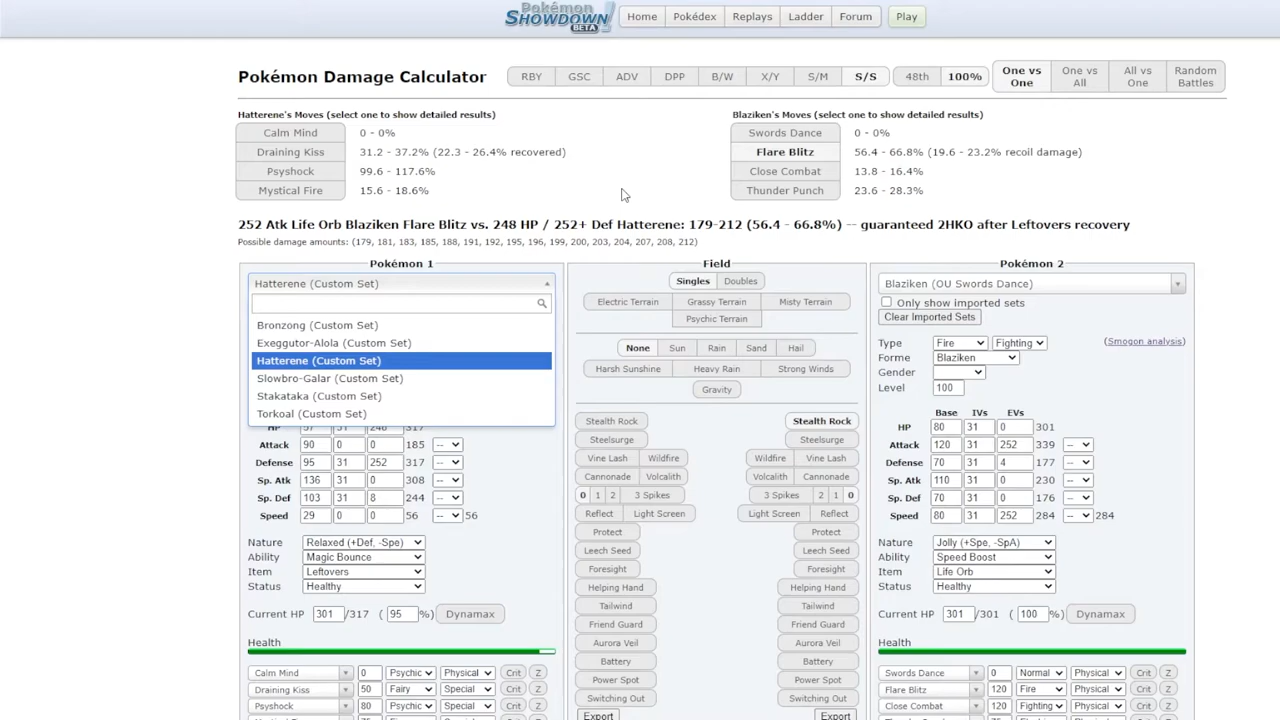 Pokémon
SHOWDOWN! BETA
Home Pokédex Replays Ladder Forum Play
Pokémon Damage Calculator RBY GSC ADV DPP B/W X/Y S/M S/S 48th 100% One vs One One vs All All vs One Random Battles
Hatterene's Moves (select one to show detailed results)
Calm Mind 0 - 0%
Draining Kiss 31.2 - 37.2% (22.3 - 26.4% recovered)
Psyshock 99.6 - 117.6%
Mystical Fire 15.6 - 18.6%
Blaziken's Moves (select one to show detailed results)
Swords Dance 0 - 0%
Flare Blitz 56.4 - 66.8% (19.6 - 23.2% recoil damage)
Close Combat 13.8 - 16.4%
Thunder Punch 23.6 - 28.3%
252 Atk Life Orb Blaziken Flare Blitz vs. 248 HP / 252+ Def Hatterene: 179-212 (56.4 - 66.8%) -- guaranteed 2HKO after Leftovers recovery
Possible damage amounts: (179, 181, 183, 185, 188, 191, 192, 195, 196, 199, 200, 203, 204, 207, 208, 212)
Pokémon 1
Hatterene (Custom Set)
Bronzong (Custom Set)
Exeggutor-Alola (Custom Set)
Hatterene (Custom Set)
Slowbro-Galar (Custom Set)
Stakataka (Custom Set)
Torkoal (Custom Set)
HP 57 31 248 317
Attack 90 0 0 185 --
Defense 95 31 252 317 --
Sp. Atk 136 31 0 308 --
Sp. Def 103 31 8 244 --
Speed 29 0 0 56 -- 56
Nature Relaxed (+Def, -Spe)
Ability Magic Bounce
Item Leftovers
Status Healthy
Current HP 301 /317 ( 95 %) Dynamax
Health
Calm Mind 0 Psychic Physical Crit Z
Draining Kiss 50 Fairy Special Crit Z
Psyshock 80 Psychic Special Crit Z
Field
Singles Doubles
Electric Terrain Grassy Terrain Misty Terrain
Psychic Terrain
None Sun Rain Sand Hail
Harsh Sunshine Heavy Rain Strong Winds
Gravity
Stealth Rock Stealth Rock
Steelsurge Steelsurge
Vine Lash Wildfire Wildfire Vine Lash
Cannonade Volcalith Volcalith Cannonade
0 1 2 3 Spikes 3 Spikes 2 1 0
Reflect Light Screen Light Screen Reflect
Protect Protect
Leech Seed Leech Seed
Foresight Foresight
Helping Hand Helping Hand
Tailwind Tailwind
Friend Guard Friend Guard
Aurora Veil Aurora Veil
Battery Battery
Power Spot Power Spot
Switching Out Switching Out
Export Export
Pokémon 2
Blaziken (OU Swords Dance)
Only show imported sets
Clear Imported Sets
Type Fire Fighting (Smogon analysis)
Forme Blaziken
Gender
Level 100
Base IVs EVs
HP 80 31 0 301
Attack 120 31 252 339 --
Defense 70 31 4 177 --
Sp. Atk 110 31 0 230 --
Sp. Def 70 31 0 176 --
Speed 80 31 252 284 -- 284
Nature Jolly (+Spe, -SpA)
Ability Speed Boost
Item Life Orb
Status Healthy
Current HP 301 /301 ( 100 %) Dynamax
Health
Swords Dance 0 Normal Physical Crit Z
Flare Blitz 120 Fire Physical Crit Z
Close Combat 120 Fighting Physical Crit Z